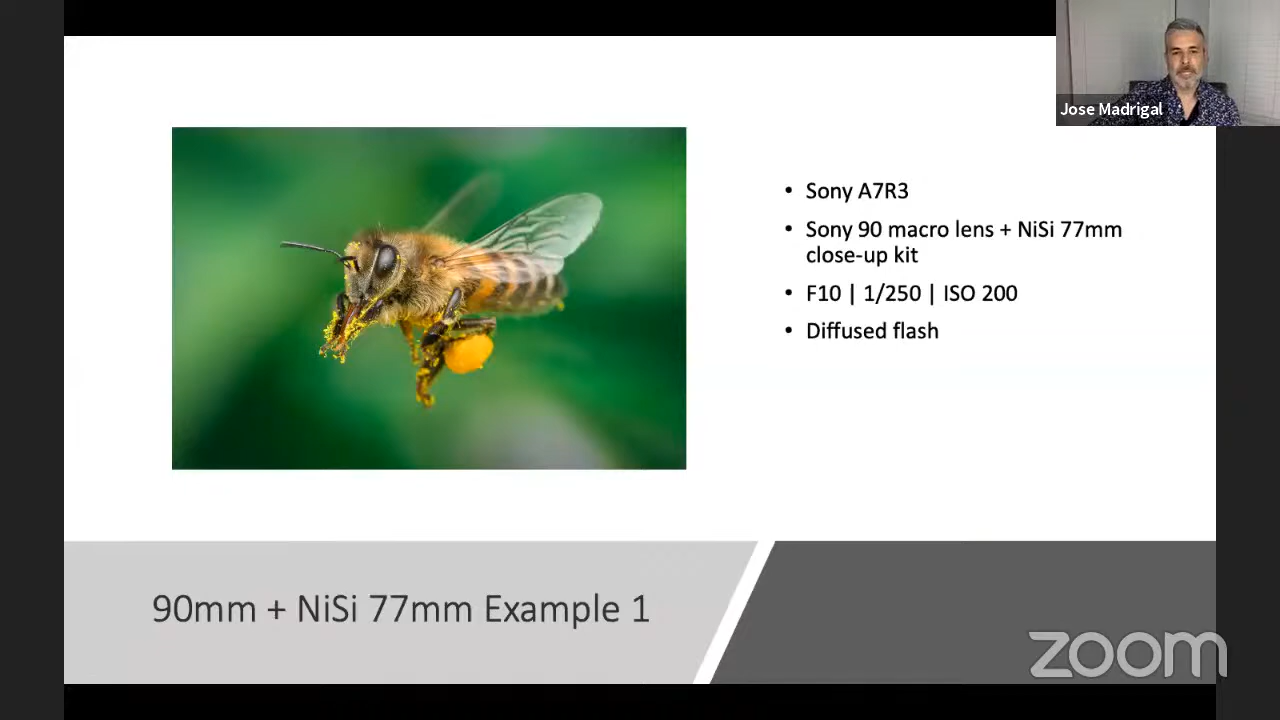 Jose Madrigal
• Sony A7R3
• Sony 90 macro lens + NiSi 77mm
close-up kit
• F10 | 1/250 | ISO 200
• Diffused flash
90mm + NiSi 77mm Example 1
zoom